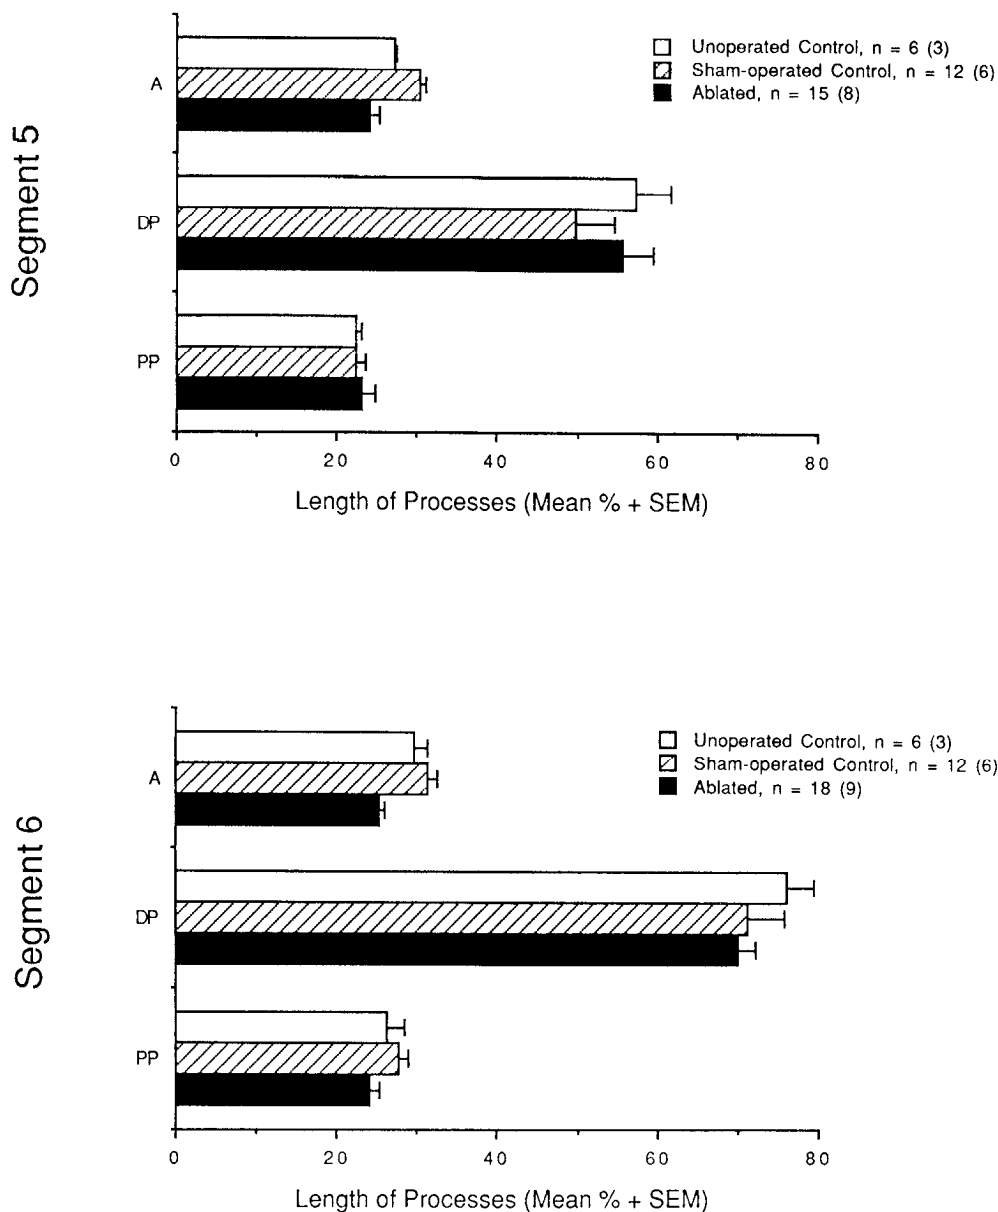 Segment 5
Unoperated Control, n = 6 (3)
Sham-operated Control, n = 12 (6)
Ablated, n = 15 (8)
A
DP
PP
0 20 40 60 80
Length of Processes (Mean % + SEM)
Segment 6
Unoperated Control, n = 6 (3)
Sham-operated Control, n = 12 (6)
Ablated, n = 18 (9)
A
DP
PP
0 20 40 60 80
Length of Processes (Mean % + SEM)